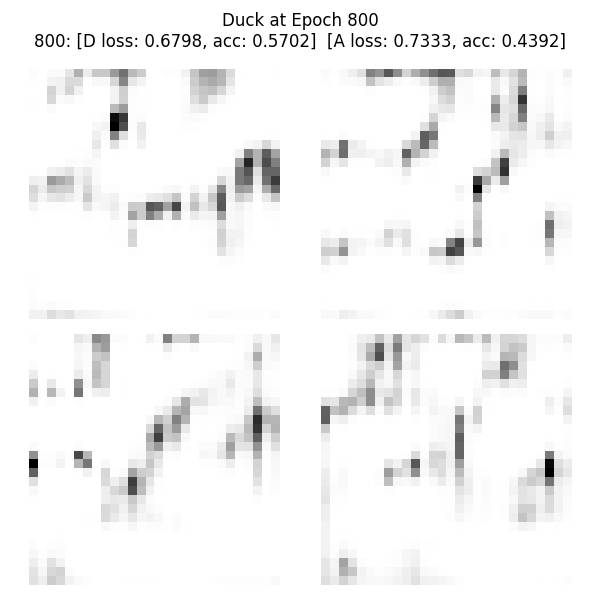 Duck at Epoch 800
800: [D loss: 0.6798, acc: 0.5702]  [A loss: 0.7333, acc: 0.4392]